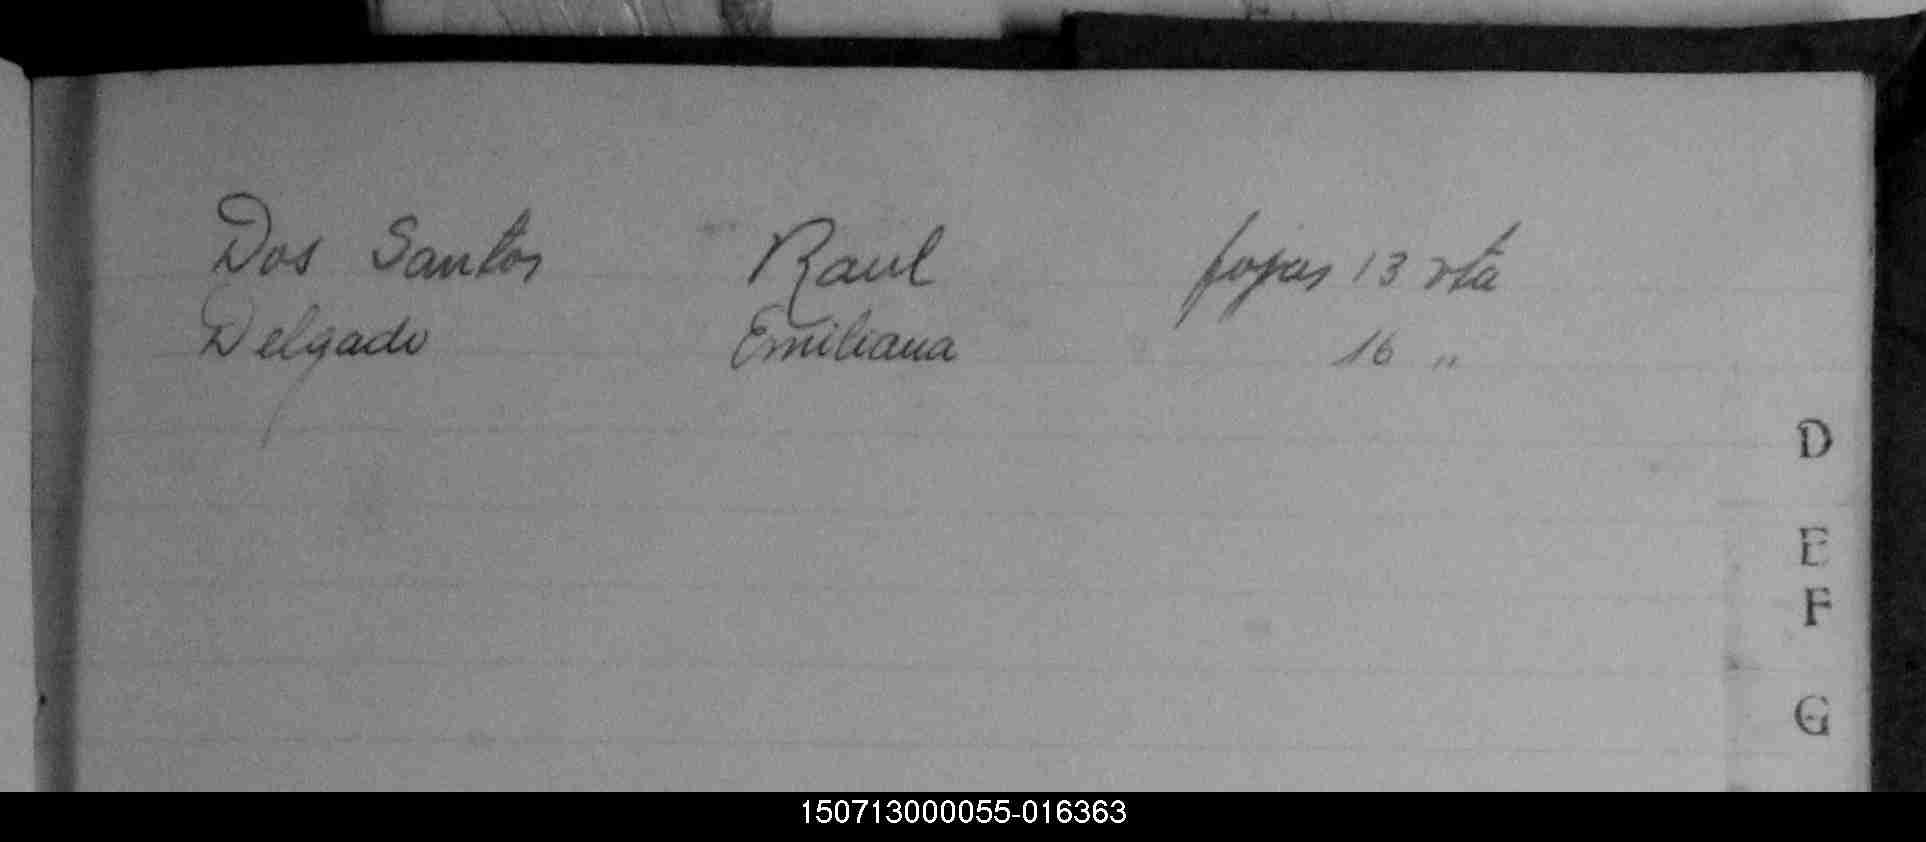 Dos Santos Raul fojas 13 vta
Delgado Emiliana 16 "
D
E
F
G
150713000055-016363